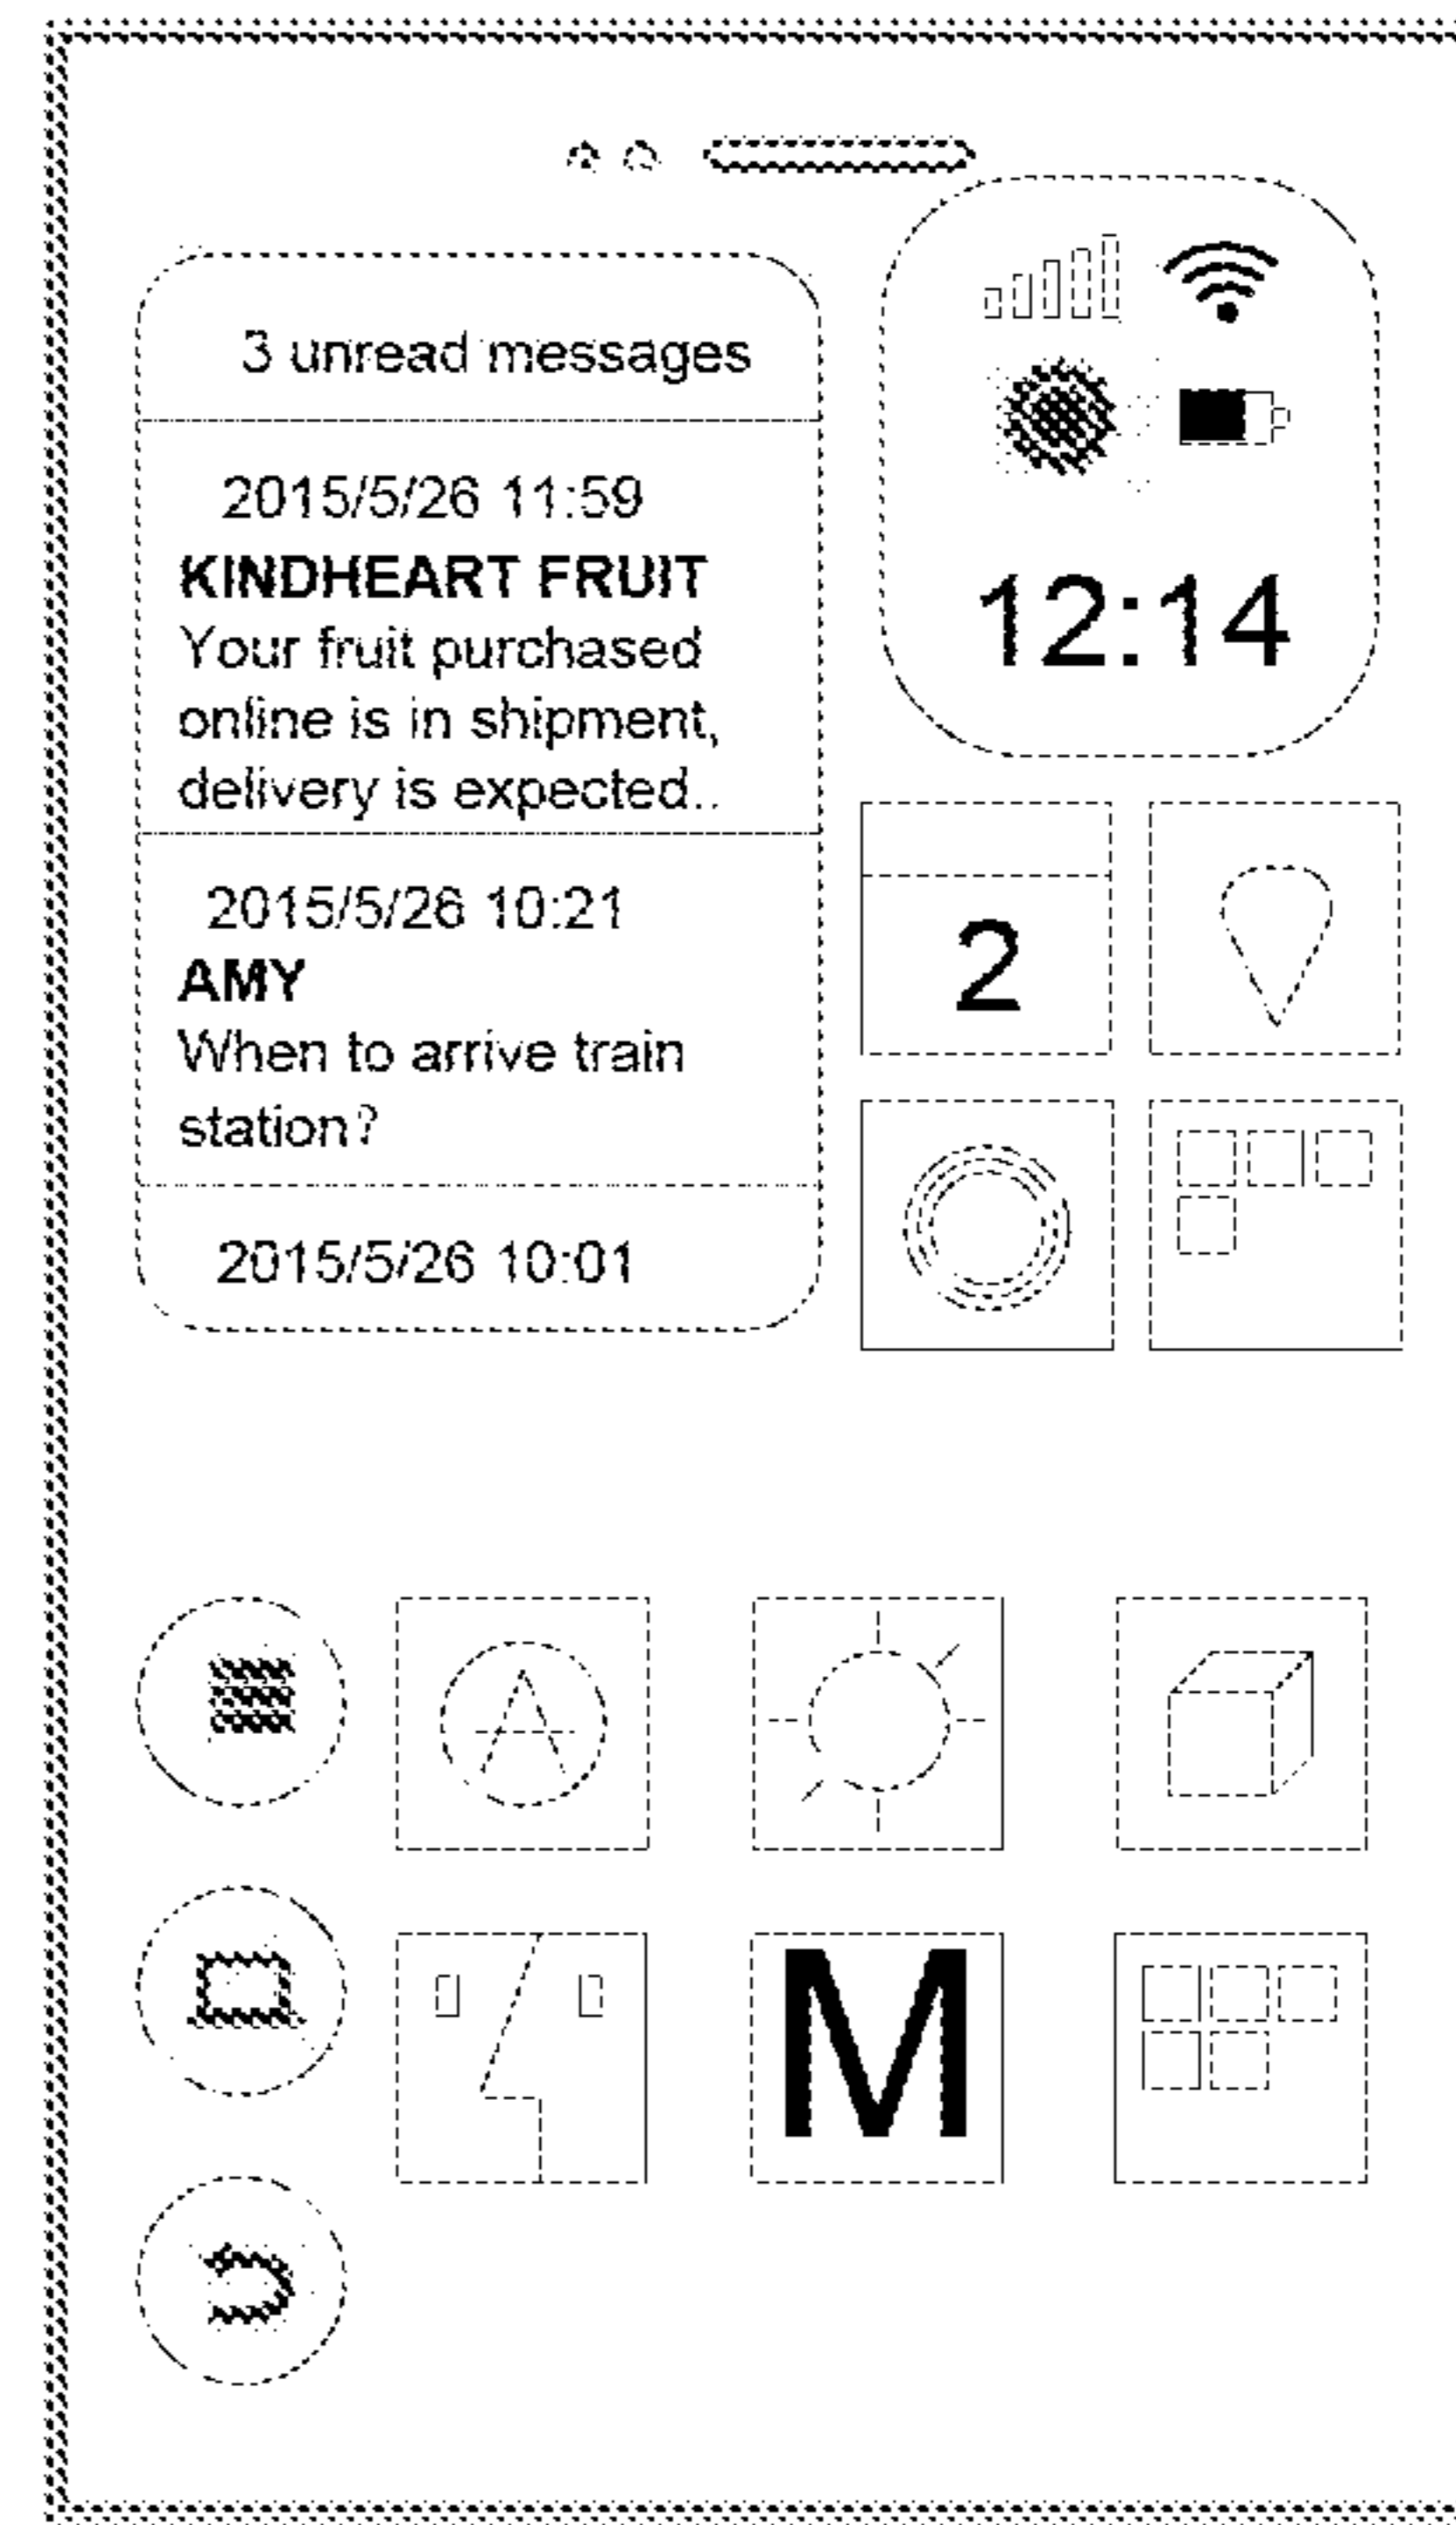 3 unread messages
2015/5/26 11:59
KINDHEART FRUIT
Your fruit purchased
online is in shipment,
delivery is expected..
2015/5/26 10:21
AMY
When to arrive train
station?
2015/5/26 10:01
12:14
2
A
M